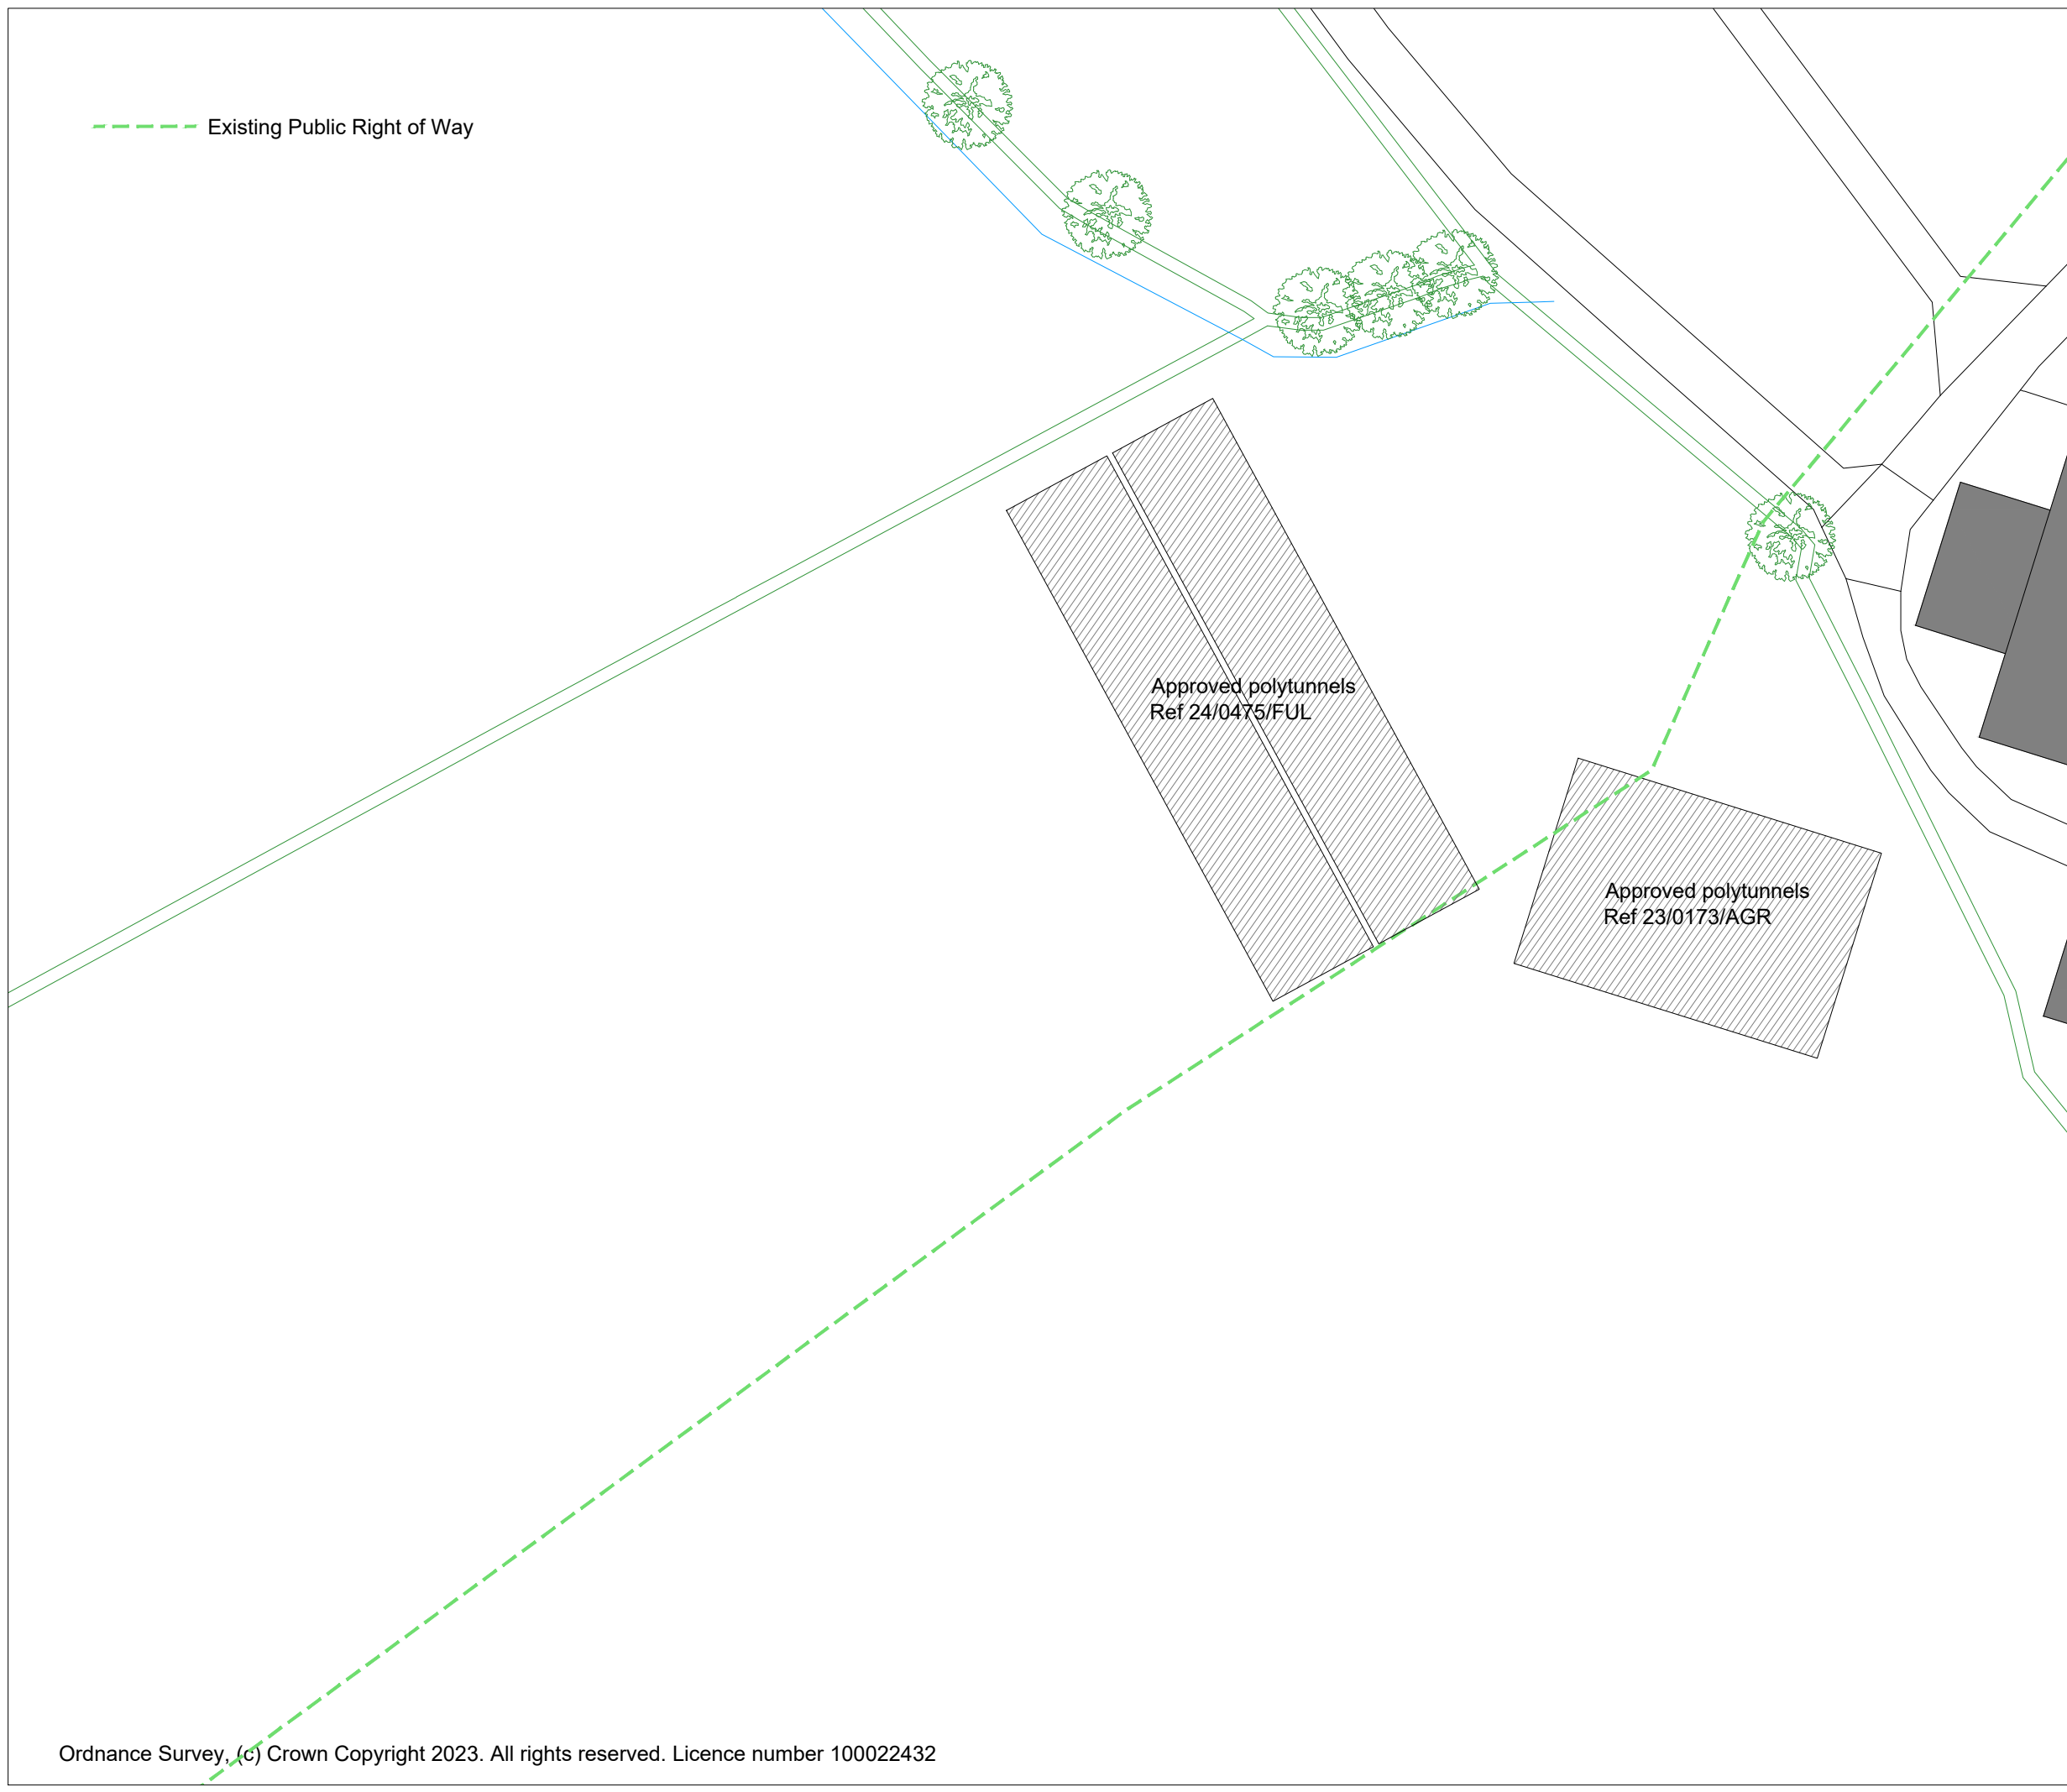 Existing Public Right of Way
Approved polytunnels
Ref 24/0475/FUL
Approved polytunnels
Ref 23/0173/AGR
Ordnance Survey, (c) Crown Copyright 2023. All rights reserved. Licence number 100022432